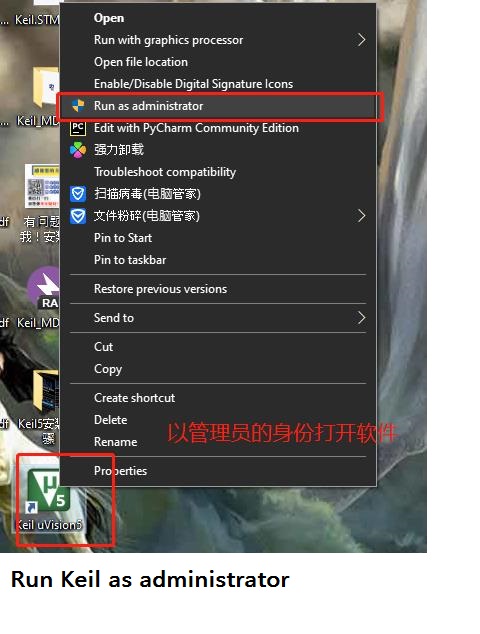 Keil.STM
Open
Run with graphics processor
Open file location
Enable/Disable Digital Signature Icons
... Run as administrator
Keil_MD
PC Edit with PyCharm Community Edition
强力卸载
Troubleshoot compatibility
扫描病毒(电脑管家)
文件粉碎(电脑管家)
df 有问题
我！安装
Pin to Start
Pin to taskbar
Restore previous versions
RA
df Keil_MD
Send to
Cut
Copy
Create shortcut
Keil5安装
骤
Delete
以管理员的身份打开软件
Rename
Properties
μ
V5
Keil uVision5
Run Keil as administrator